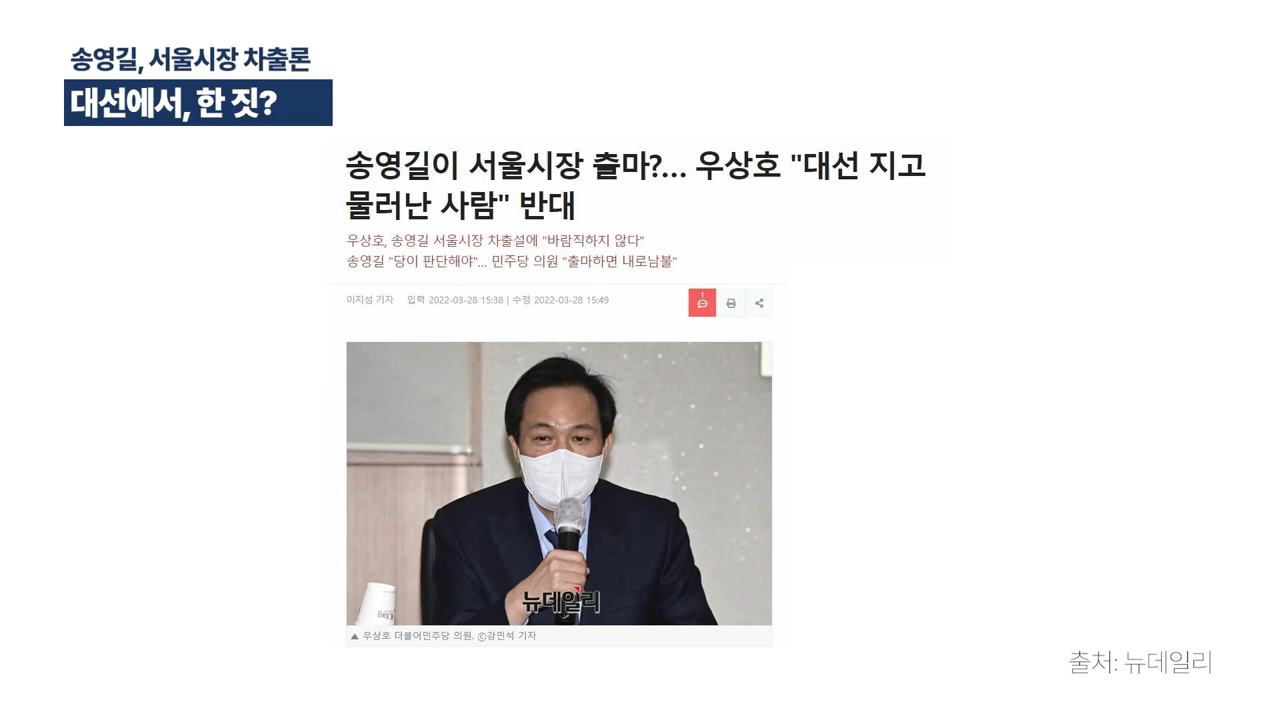 송영길, 서울시장 차출론
대선에서, 한 짓?
송영길이 서울시장 출마?... 우상호 "대선 지고
물러난 사람" 반대
우상호, 송영길 서울시장 차출설에 "바람직하지 않다"
송영길 "당이 판단해야"... 민주당 의원 "출마하면 내로남불"
이지성 기자 입력 2022-03-28 15:38 | 수정 2022-03-28 15:49
1
뉴데일리
▲ 우상호 더불어민주당 의원. ⓒ강민석 기자
출처: 뉴데일리